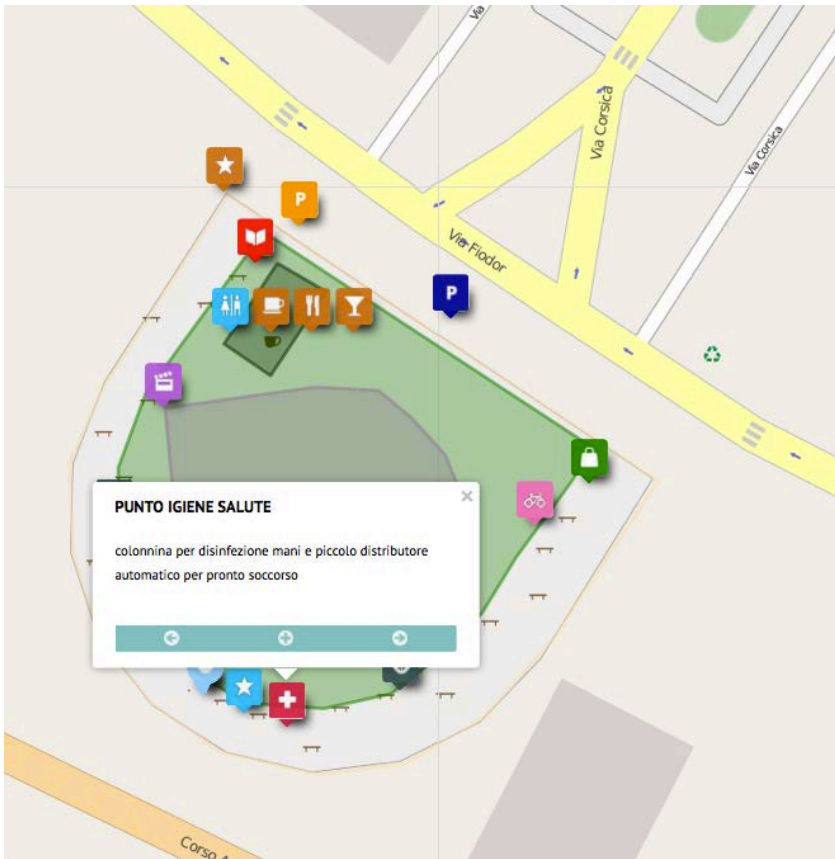 Via
Via Corsica
Via Corsica
P
Via Fiodor
P
PUNTO IGIENE SALUTE
colonnina per disinfezione mani e piccolo distributore
automatico per pronto soccorso
Corso